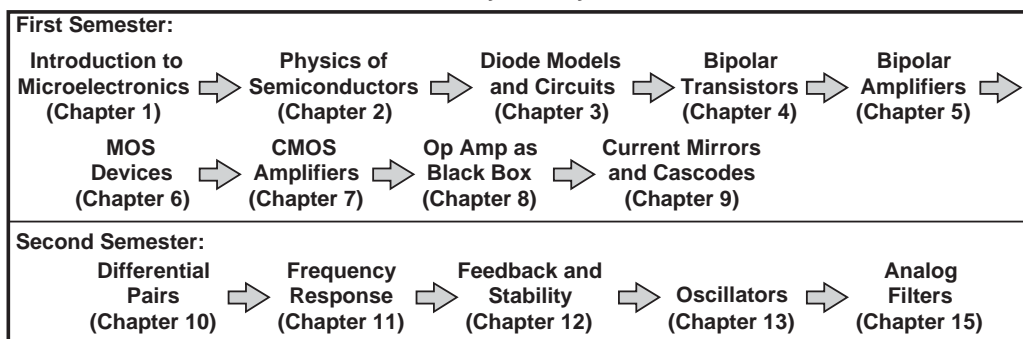 First Semester:
Introduction to
Microelectronics
(Chapter 1)
Physics of
Semiconductors
(Chapter 2)
Diode Models
and Circuits
(Chapter 3)
Bipolar
Transistors
(Chapter 4)
Bipolar
Amplifiers
(Chapter 5)
MOS
Devices
(Chapter 6)
CMOS
Amplifiers
(Chapter 7)
Op Amp as
Black Box
(Chapter 8)
Current Mirrors
and Cascodes
(Chapter 9)
Second Semester:
Differential
Pairs
(Chapter 10)
Frequency
Response
(Chapter 11)
Feedback and
Stability
(Chapter 12)
Oscillators
(Chapter 13)
Analog
Filters
(Chapter 15)